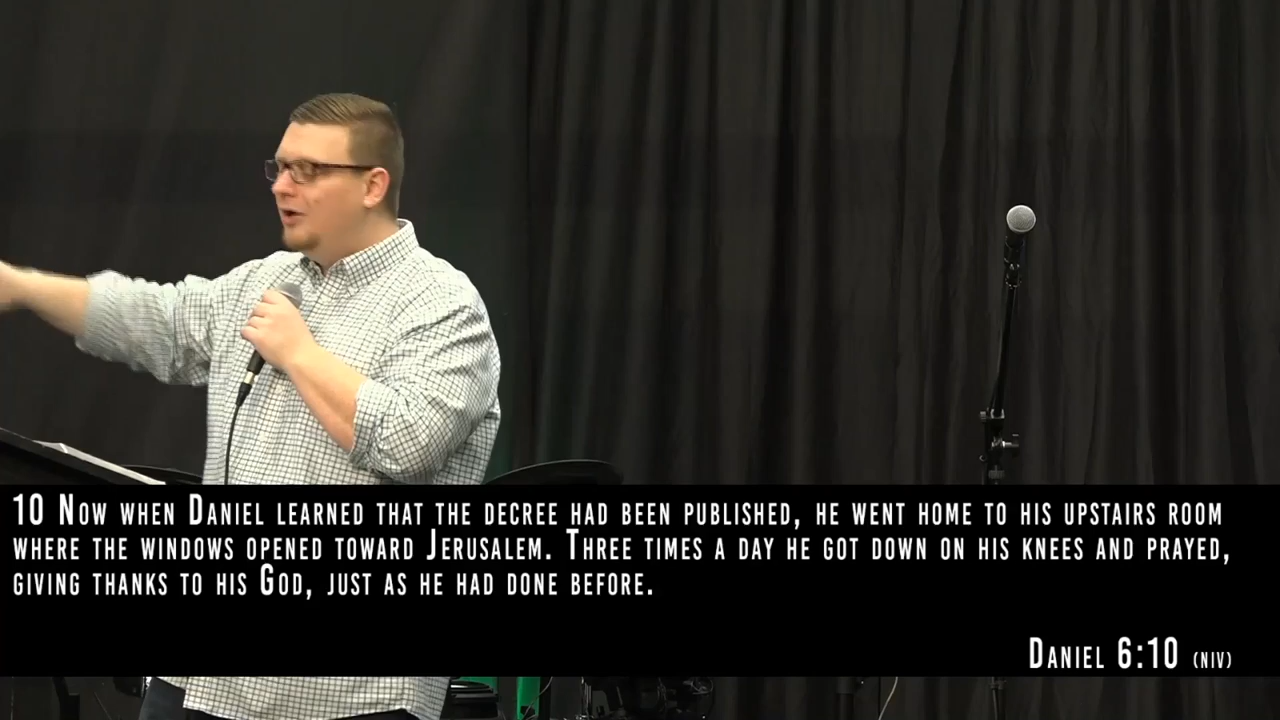 10 Now when Daniel learned that the decree had been published, he went home to his upstairs room
where the windows opened toward Jerusalem. Three times a day he got down on his knees and prayed,
giving thanks to his God, just as he had done before.
Daniel 6:10 (NIV)